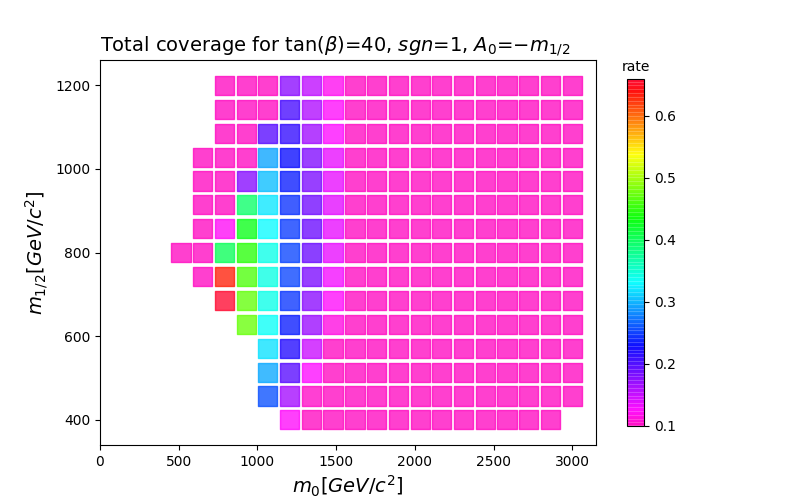 Total coverage for tan(β)=40, sgn=1, A₀=−m₁/₂
rate
m₁/₂[GeV/c²]
1200
1000
800
600
400
0.6
0.5
0.4
0.3
0.2
0.1
0 500 1000 1500 2000 2500 3000
m₀[GeV/c²]